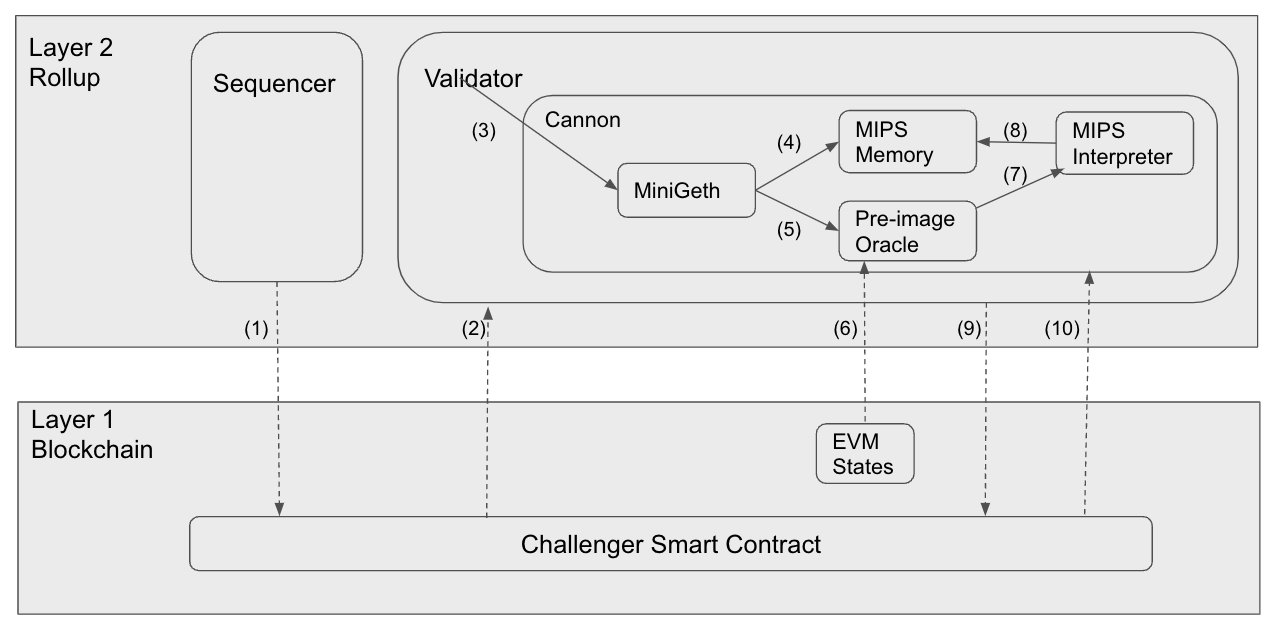 Layer 2
Rollup
Sequencer
Validator
(3)
Cannon
MiniGeth
(4)
(5)
MIPS
Memory
(8)
MIPS
Interpreter
(7)
Pre-image
Oracle
(1)
(2)
(6)
(9)
(10)
Layer 1
Blockchain
EVM
States
Challenger Smart Contract